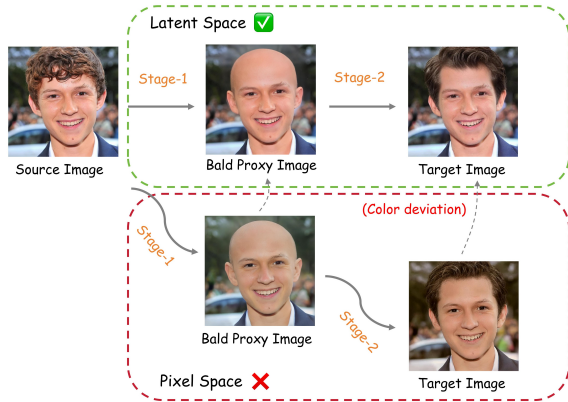 Latent Space
Stage-1
Stage-2
Source Image
Bald Proxy Image
Target Image
(Color deviation)
Stage-1
Stage-2
Bald Proxy Image
Target Image
Pixel Space